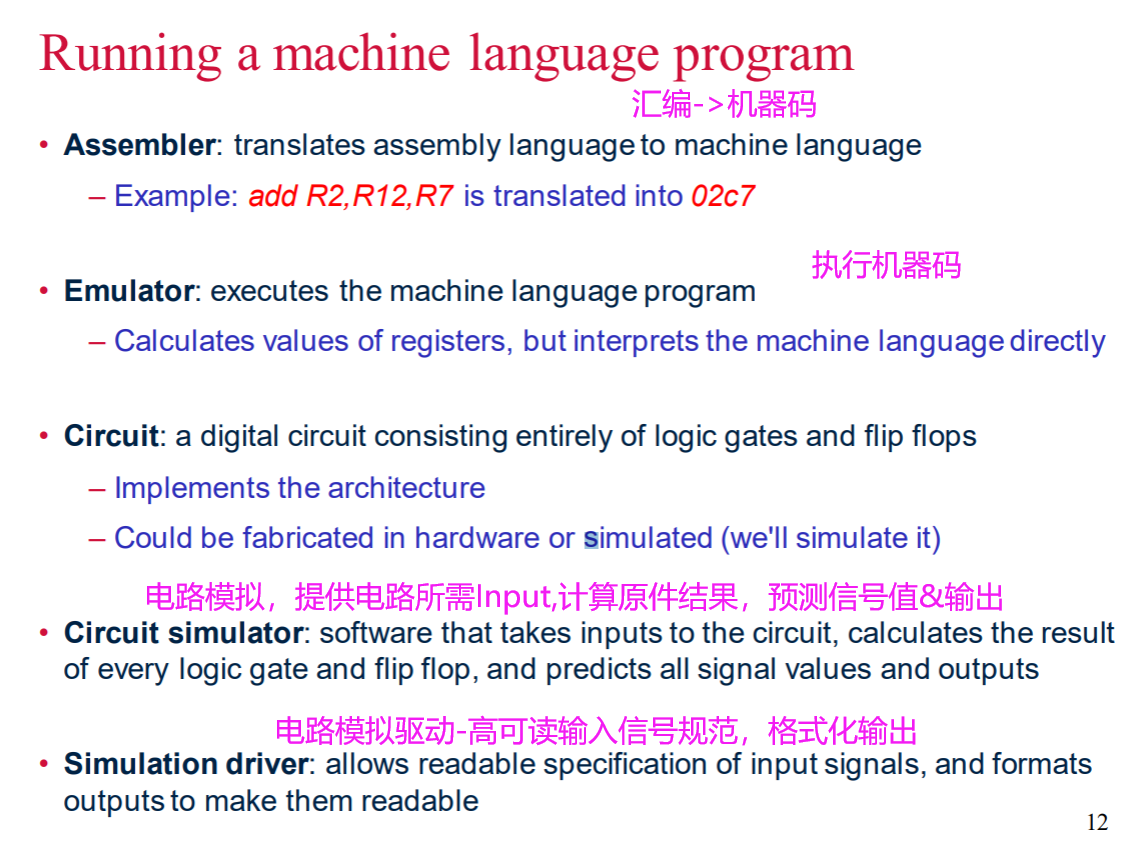 Running a machine language program
汇编->机器码
• Assembler: translates assembly language to machine language
– Example: add R2,R12,R7 is translated into 02c7
执行机器码
• Emulator: executes the machine language program
– Calculates values of registers, but interprets the machine language directly
• Circuit: a digital circuit consisting entirely of logic gates and flip flops
– Implements the architecture
– Could be fabricated in hardware or simulated (we'll simulate it)
电路模拟，提供电路所需Input,计算原件结果，预测信号值&输出
• Circuit simulator: software that takes inputs to the circuit, calculates the result
of every logic gate and flip flop, and predicts all signal values and outputs
电路模拟驱动-高可读输入信号规范，格式化输出
• Simulation driver: allows readable specification of input signals, and formats
outputs to make them readable
12